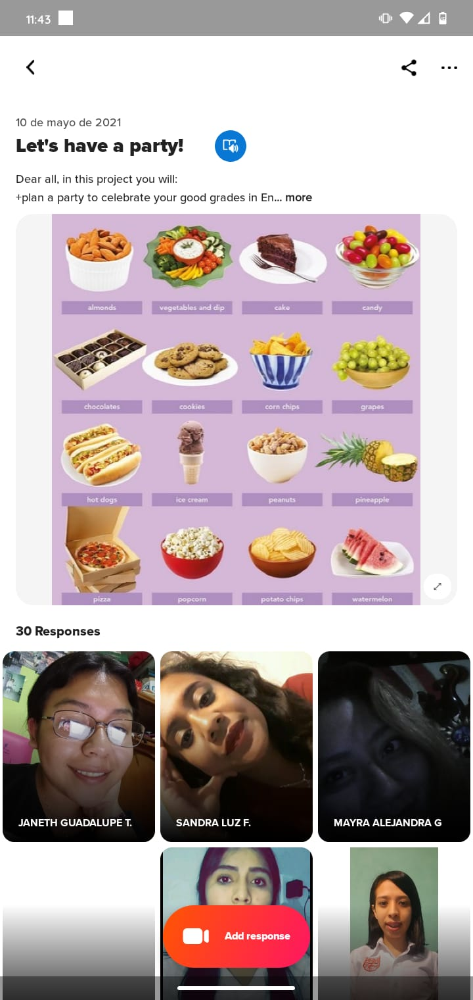 11:43
10 de mayo de 2021
Let's have a party!
Dear all, in this project you will:
+plan a party to celebrate your good grades in En... more
almonds
vegetables and dip
cake
candy
chocolates
cookies
corn chips
grapes
hot dogs
ice cream
peanuts
pineapple
pizza
popcorn
potato chips
watermelon
30 Responses
JANETH GUADALUPE T.
SANDRA LUZ F.
MAYRA ALEJANDRA G
Add response